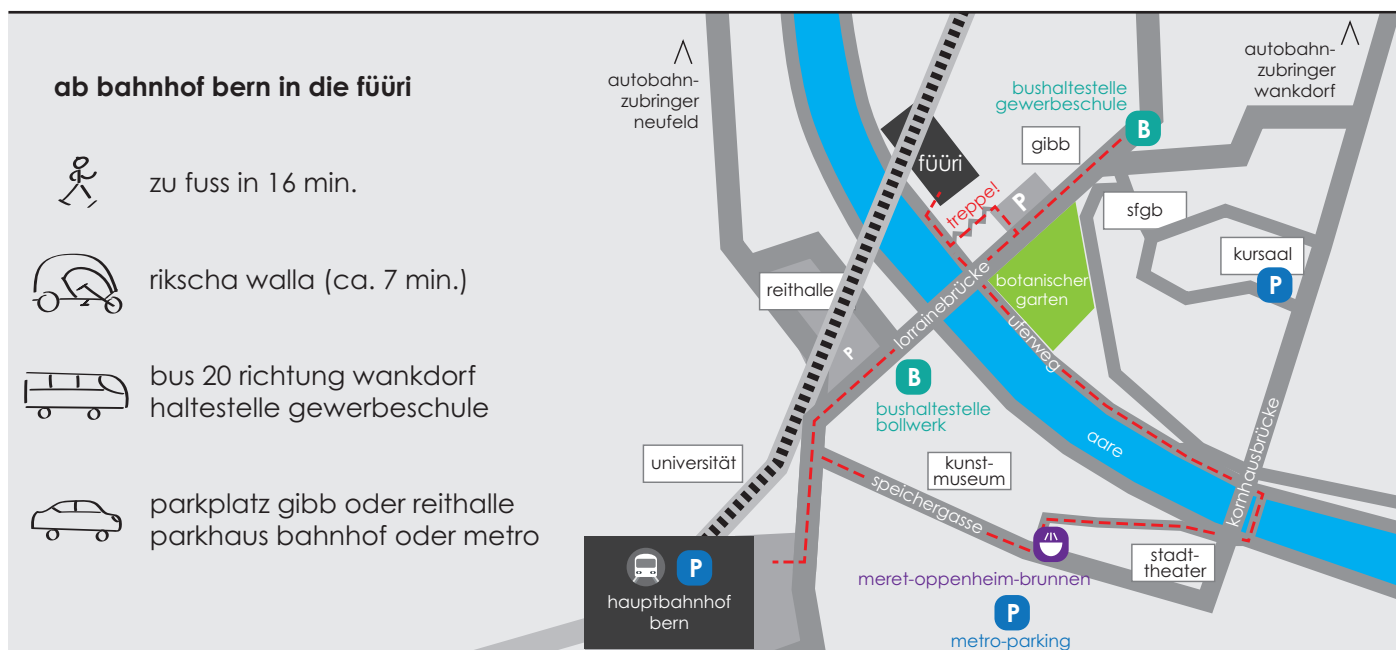 ab bahnhof bern in die füüri
zu fuss in 16 min.
rikscha walla (ca. 7 min.)
bus 20 richtung wankdorf
haltestelle gewerbeschule
parkplatz gibb oder reithalle
parkhaus bahnhof oder metro
autobahn-
zubringer
neufeld
autobahn-
zubringer
wankdorf
bushaltestelle
gewerbeschule
B
gibb
füüri
treppe!
P
sfgb
kursaal
P
botanischer
garten
reithalle
P
lorrainebrücke
uferweg
B
bushaltestelle
bollwerk
aare
kornhausbrücke
universität
kunst-
museum
speichergasse
stadt-
theater
meret-oppenheim-brunnen
P
hauptbahnhof
bern
P
metro-parking